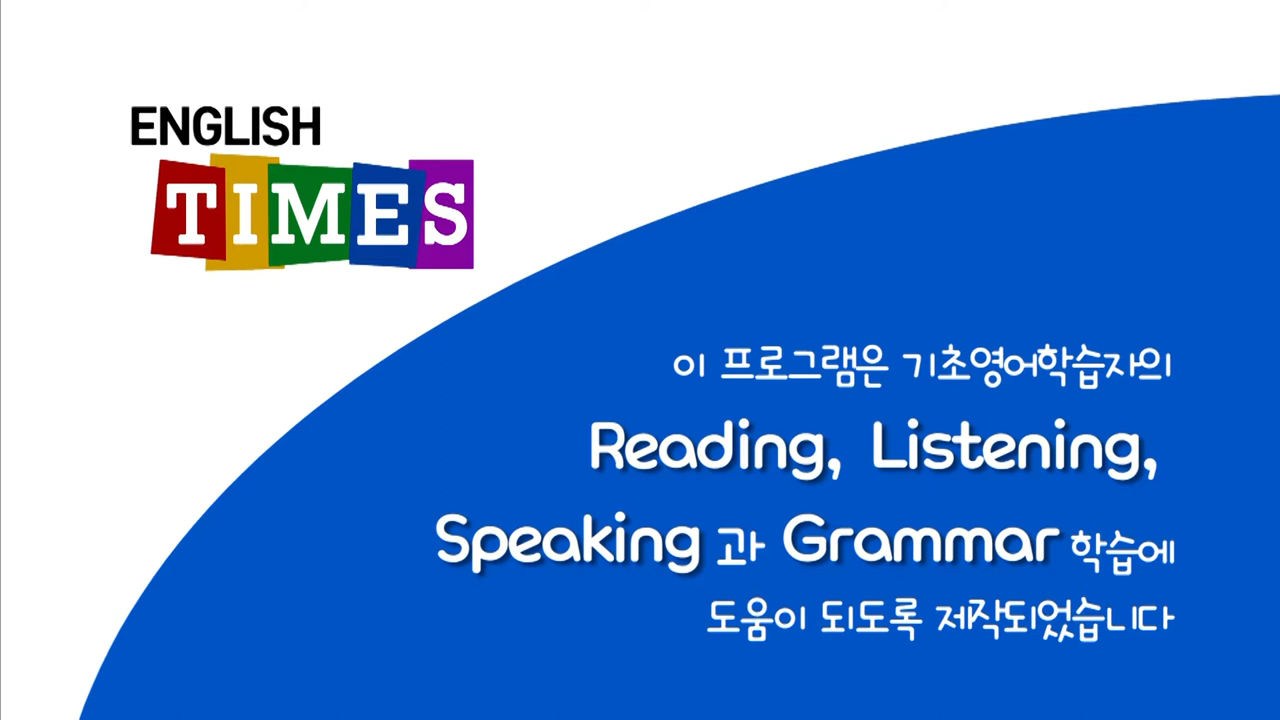 ENGLISH
TIMES
이 프로그램은 기초영어학습자의
Reading, Listening,
Speaking 과 Grammar 학습에
도움이 되도록 제작되었습니다